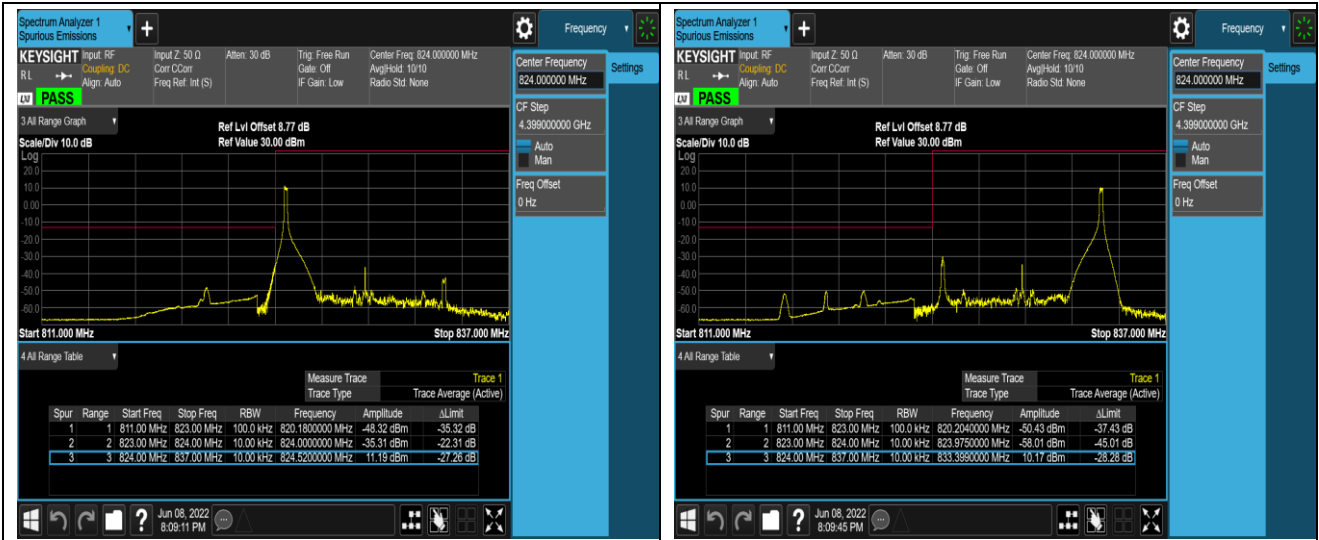 Spectrum Analyzer 1
Spurious Emissions
+
Frequency
KEYSIGHT Input: RF Input Z: 50 Ω Atten: 30 dB Trig: Free Run Center Freq: 824.000000 MHz
R L Coupling: DC Corr CCorr Gate: Off Avg|Hold: 10/10
Align: Auto Freq Ref: Int (S) IF Gain: Low Radio Std: None
LXI PASS
Center Frequency
824.000000 MHz
Settings
CF Step
4.399000000 GHz
Auto
Man
Freq Offset
0 Hz
3 All Range Graph
Ref Lvl Offset 8.77 dB
Scale/Div 10.0 dB Ref Value 30.00 dBm
Log
20.0
10.0
0.00
-10.0
-20.0
-30.0
-40.0
-50.0
-60.0
Start 811.000 MHz Stop 837.000 MHz
4 All Range Table
Measure Trace Trace 1
Trace Type Trace Average (Active)
Spur Range Start Freq Stop Freq RBW Frequency Amplitude ΔLimit
1 1 811.00 MHz 823.00 MHz 100.0 kHz 820.1800000 MHz -48.32 dBm -35.32 dB
2 2 823.00 MHz 824.00 MHz 10.00 kHz 824.0000000 MHz -35.31 dBm -22.31 dB
3 3 824.00 MHz 837.00 MHz 10.00 kHz 824.5200000 MHz 11.19 dBm -27.26 dB
? Jun 08, 2022
8:09:11 PM
Spectrum Analyzer 1
Spurious Emissions
+
Frequency
KEYSIGHT Input: RF Input Z: 50 Ω Atten: 30 dB Trig: Free Run Center Freq: 824.000000 MHz
R L Coupling: DC Corr CCorr Gate: Off Avg|Hold: 10/10
Align: Auto Freq Ref: Int (S) IF Gain: Low Radio Std: None
LXI PASS
Center Frequency
824.000000 MHz
Settings
CF Step
4.399000000 GHz
Auto
Man
Freq Offset
0 Hz
3 All Range Graph
Ref Lvl Offset 8.77 dB
Scale/Div 10.0 dB Ref Value 30.00 dBm
Log
20.0
10.0
0.00
-10.0
-20.0
-30.0
-40.0
-50.0
-60.0
Start 811.000 MHz Stop 837.000 MHz
4 All Range Table
Measure Trace Trace 1
Trace Type Trace Average (Active)
Spur Range Start Freq Stop Freq RBW Frequency Amplitude ΔLimit
1 1 811.00 MHz 823.00 MHz 100.0 kHz 820.2040000 MHz -50.43 dBm -37.43 dB
2 2 823.00 MHz 824.00 MHz 10.00 kHz 823.9750000 MHz -58.01 dBm -45.01 dB
3 3 824.00 MHz 837.00 MHz 10.00 kHz 833.3990000 MHz 10.17 dBm -28.28 dB
? Jun 08, 2022
8:09:45 PM